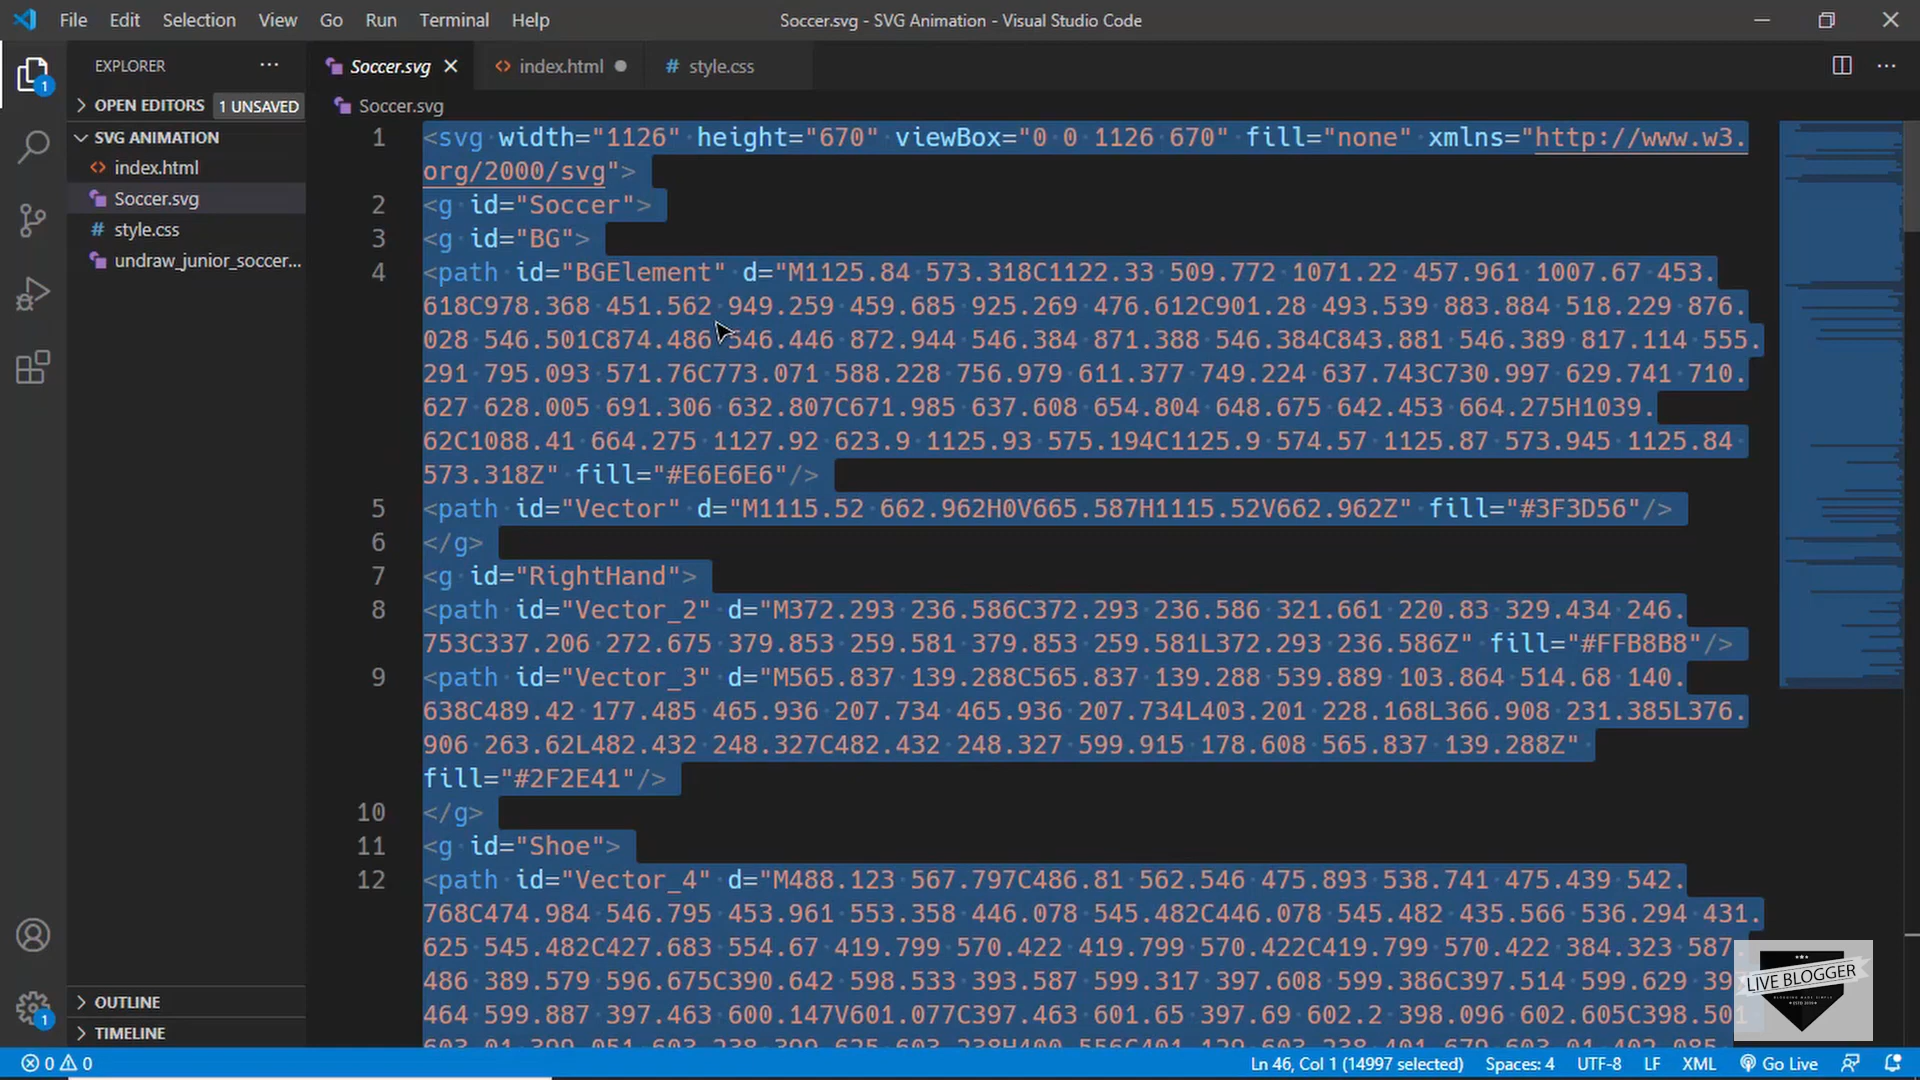 File Edit Selection View Go Run Terminal Help
Soccer.svg - SVG Animation - Visual Studio Code
EXPLORER
OPEN EDITORS 1 UNSAVED
SVG ANIMATION
index.html
Soccer.svg
style.css
undraw_junior_soccer...
OUTLINE
TIMELINE
1
1
Soccer.svg index.html style.css
Soccer.svg
1 <svg width="1126" height="670" viewBox="0 0 1126 670" fill="none" xmlns="http://www.w3.
org/2000/svg">
2 <g id="Soccer">
3 <g id="BG">
4 <path id="BGElement" d="M1125.84 573.318C1122.33 509.772 1071.22 457.961 1007.67 453.
618C978.368 451.562 949.259 459.685 925.269 476.612C901.28 493.539 883.884 518.229 876.
028 546.501C874.486 546.446 872.944 546.384 871.388 546.384C843.881 546.389 817.114 555.
291 795.093 571.76C773.071 588.228 756.979 611.377 749.224 637.743C730.997 629.741 710.
627 628.005 691.306 632.807C671.985 637.608 654.804 648.675 642.453 664.275H1039.
62C1088.41 664.275 1127.92 623.9 1125.93 575.194C1125.9 574.57 1125.87 573.945 1125.84
573.318Z" fill="#E6E6E6"/>
5 <path id="Vector" d="M1115.52 662.962H0V665.587H1115.52V662.962Z" fill="#3F3D56"/>
6 </g>
7 <g id="RightHand">
8 <path id="Vector_2" d="M372.293 236.586C372.293 236.586 321.661 220.83 329.434 246.
753C337.206 272.675 379.853 259.581 379.853 259.581L372.293 236.586Z" fill="#FFB8B8"/>
9 <path id="Vector_3" d="M565.837 139.288C565.837 139.288 539.889 103.864 514.68 140.
638C489.42 177.485 465.936 207.734 465.936 207.734L403.201 228.168L366.908 231.385L376.
906 263.62L482.432 248.327C482.432 248.327 599.915 178.608 565.837 139.288Z"
fill="#2F2E41"/>
10 </g>
11 <g id="Shoe">
12 <path id="Vector_4" d="M488.123 567.797C486.81 562.546 475.893 538.741 475.439 542.
768C474.984 546.795 453.961 553.358 446.078 545.482C446.078 545.482 435.566 536.294 431.
625 545.482C427.683 554.67 419.799 570.422 419.799 570.422C419.799 570.422 384.323 587.
486 389.579 596.675C390.642 598.533 393.587 599.317 397.608 599.386C397.514 599.629
464 599.887 397.463 600.147V601.077C397.463 601.65 397.69 602.2 398.096 602.605C398.501
LIVE BLOGGER
0 0
Ln 46, Col 1 (14997 selected) Spaces: 4 UTF-8 LF XML Go Live